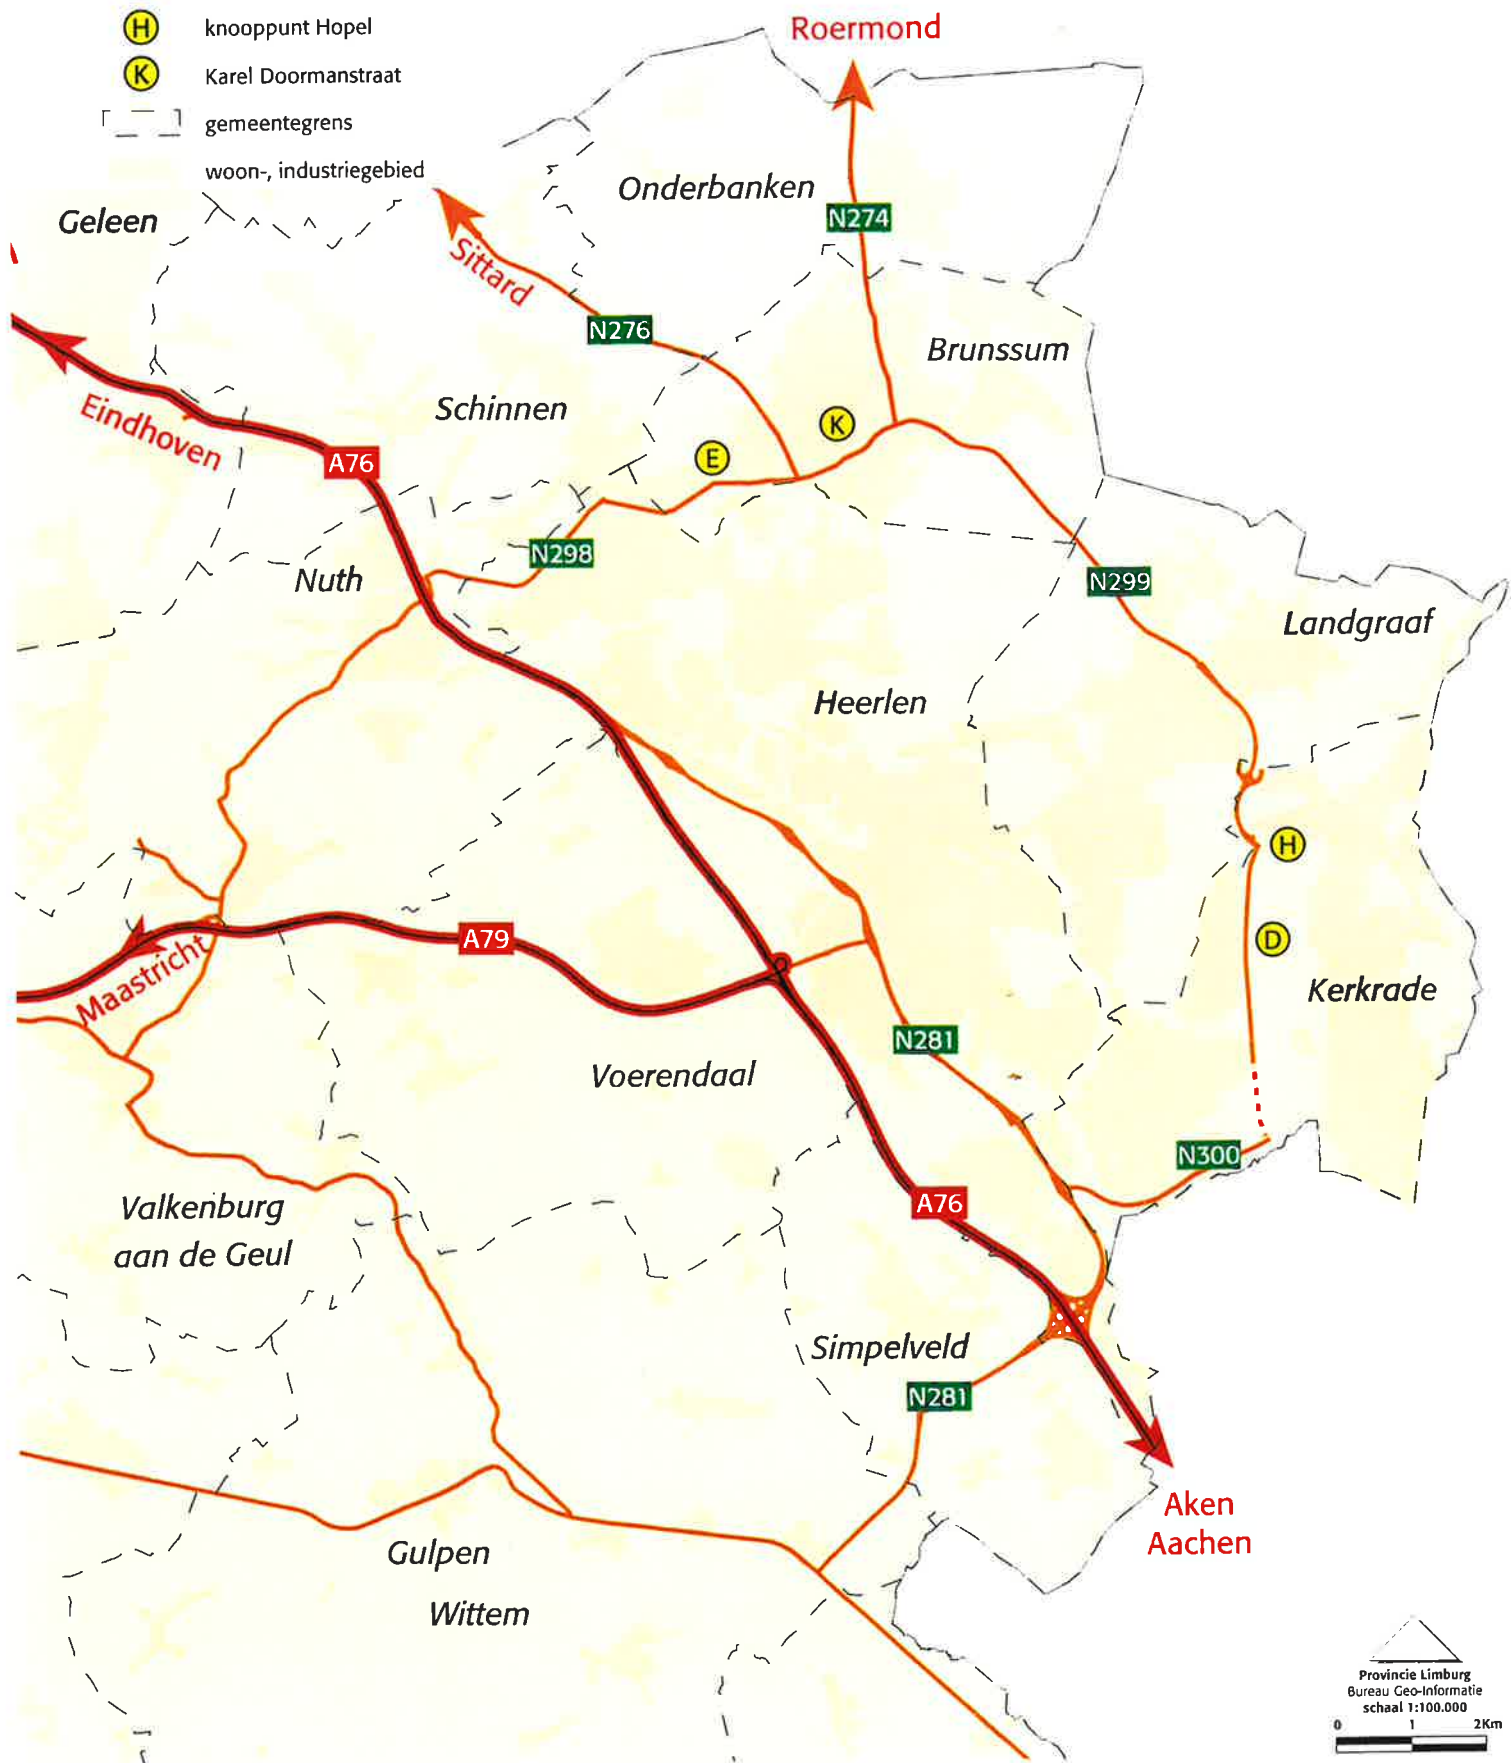 H knooppunt Hopel
K Karel Doormanstraat
gemeentegrens
woon-, industriegebied
Roermond
Geleen
Onderbanken
N274
Sittard
N276
Brunssum
Eindhoven
Schinnen
K
E
A76
N298
Nuth
N299
Landgraaf
Heerlen
H
A79
D
Maastricht
Kerkrade
N281
Voerendaal
N300
A76
Valkenburg
aan de Geul
Simpelveld
N281
Aken
Aachen
Gulpen
Wittem
Provincie Limburg
Bureau Geo-Informatie
schaal 1:100.000
0 1 2Km